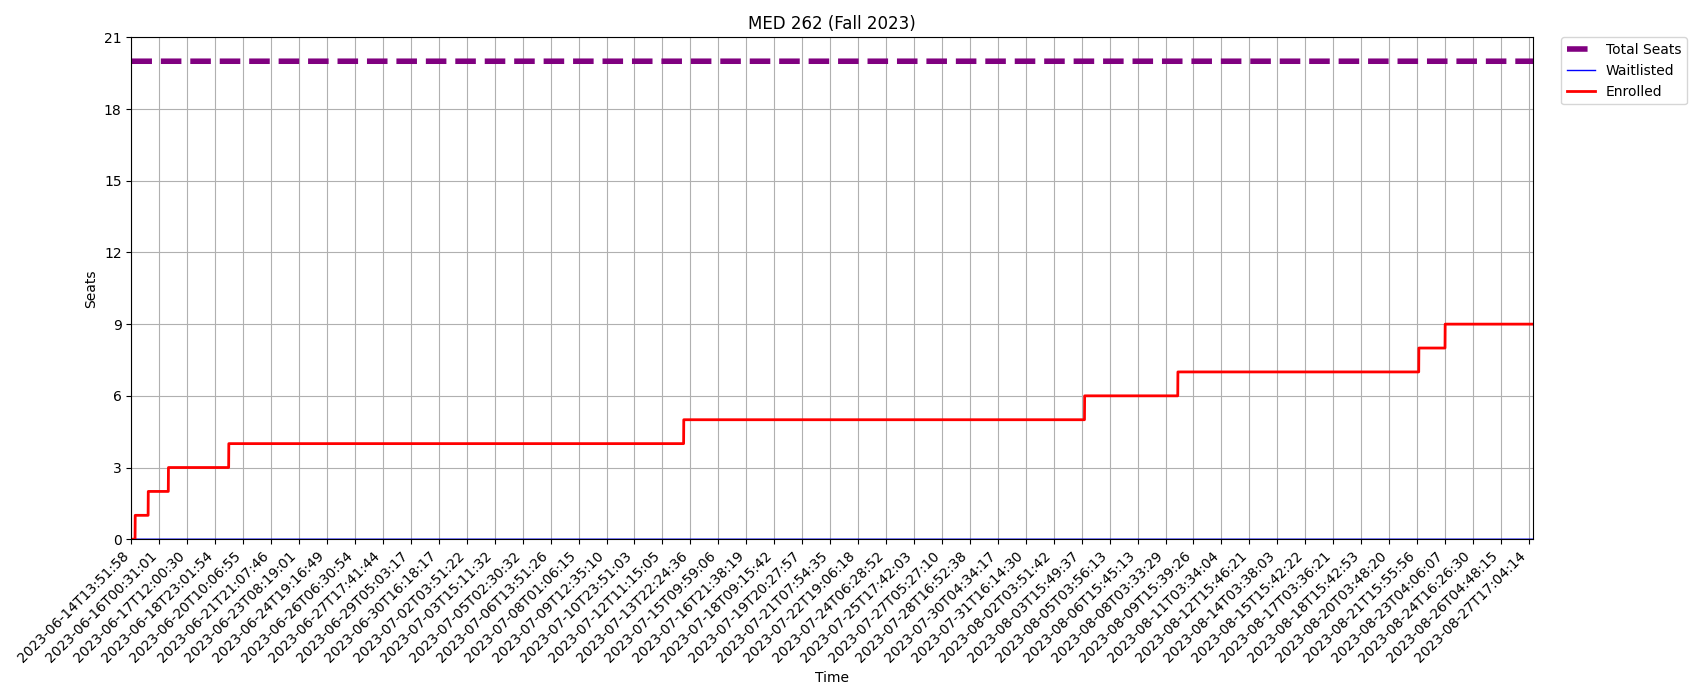 MED 262 (Fall 2023)
21
18
15
12
9
6
3
0
Seats
Total Seats
Waitlisted
Enrolled
2023-06-14T13:51:58
2023-06-16T00:31:01
2023-06-17T12:00:30
2023-06-18T23:01:54
2023-06-20T10:06:55
2023-06-21T21:07:46
2023-06-23T08:19:01
2023-06-24T19:16:49
2023-06-26T06:30:54
2023-06-27T17:41:44
2023-06-29T05:03:17
2023-06-30T16:18:17
2023-07-02T03:51:22
2023-07-03T15:11:32
2023-07-05T02:30:32
2023-07-06T13:51:26
2023-07-08T01:06:15
2023-07-09T12:35:10
2023-07-10T23:51:03
2023-07-12T11:15:05
2023-07-13T22:24:36
2023-07-15T09:59:06
2023-07-16T21:38:19
2023-07-18T09:15:42
2023-07-19T20:27:57
2023-07-21T07:54:35
2023-07-22T19:06:18
2023-07-24T06:28:52
2023-07-25T17:42:03
2023-07-27T05:27:10
2023-07-28T16:52:38
2023-07-30T04:34:17
2023-07-31T16:14:30
2023-08-02T03:51:42
2023-08-03T15:49:37
2023-08-05T03:56:13
2023-08-06T15:45:13
2023-08-08T03:33:29
2023-08-09T15:39:26
2023-08-11T03:34:04
2023-08-12T15:46:21
2023-08-14T03:38:03
2023-08-15T15:42:22
2023-08-17T03:36:21
2023-08-18T15:42:53
2023-08-20T03:48:20
2023-08-21T15:55:56
2023-08-23T04:06:07
2023-08-24T16:26:30
2023-08-26T04:48:15
2023-08-27T17:04:14
Time